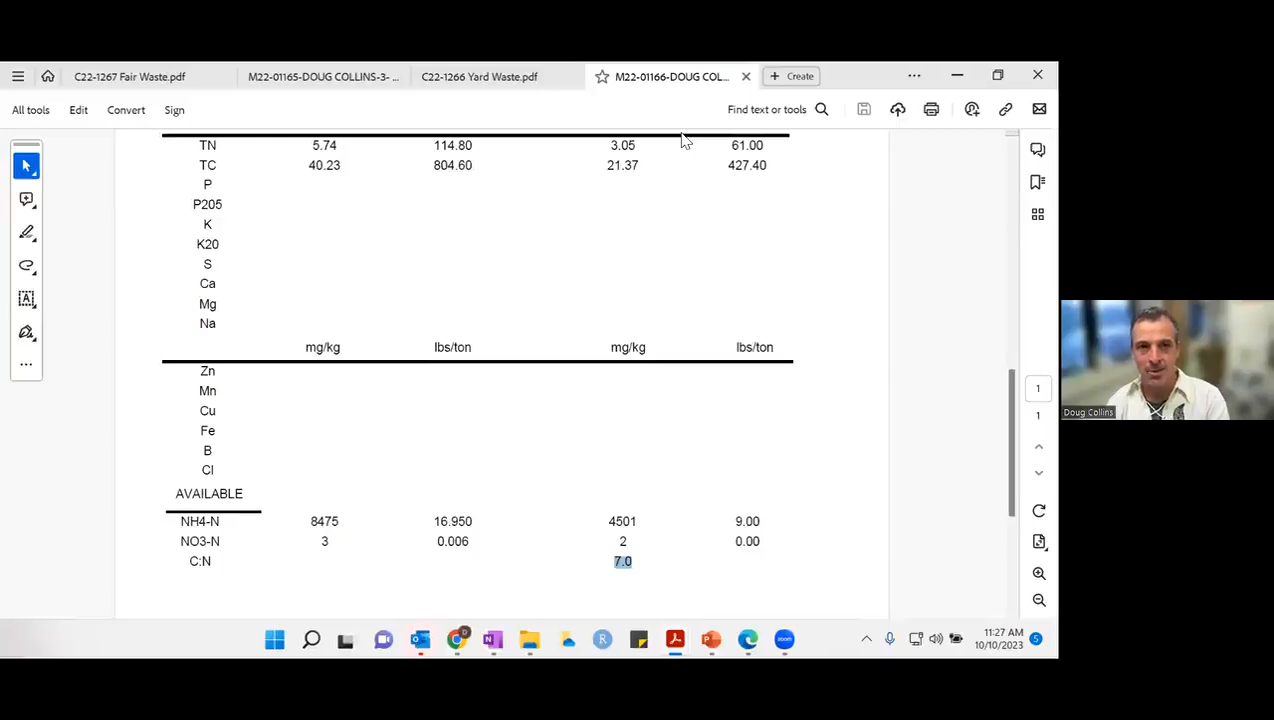 C22-1267 Fair Waste.pdf
M22-01165-DOUG COLLINS-3- ...
C22-1266 Yard Waste.pdf
M22-01166-DOUG COL...
Create
All tools
Edit
Convert
Sign
Find text or tools
TN 5.74 114.80 3.05 61.00
TC 40.23 804.60 21.37 427.40
P
P205
K
K20
S
Ca
Mg
Na
mg/kg lbs/ton mg/kg lbs/ton
Zn
Mn
Cu
Fe
B
Cl
AVAILABLE
NH4-N 8475 16.950 4501 9.00
NO3-N 3 0.006 2 0.00
C:N 7.0
1
1
Doug Collins
D
R
zoom
11:27 AM
10/10/2023
5